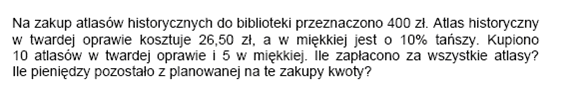 Na zakup atlasów historycznych do biblioteki przeznaczono 400 zł. Atlas historyczny
w twardej oprawie kosztuje 26,50 zł, a w miękkiej jest o 10% tańszy. Kupiono
10 atlasów w twardej oprawie i 5 w miękkiej. Ile zapłacono za wszystkie atlasy?
Ile pieniędzy pozostało z planowanej na te zakupy kwoty?